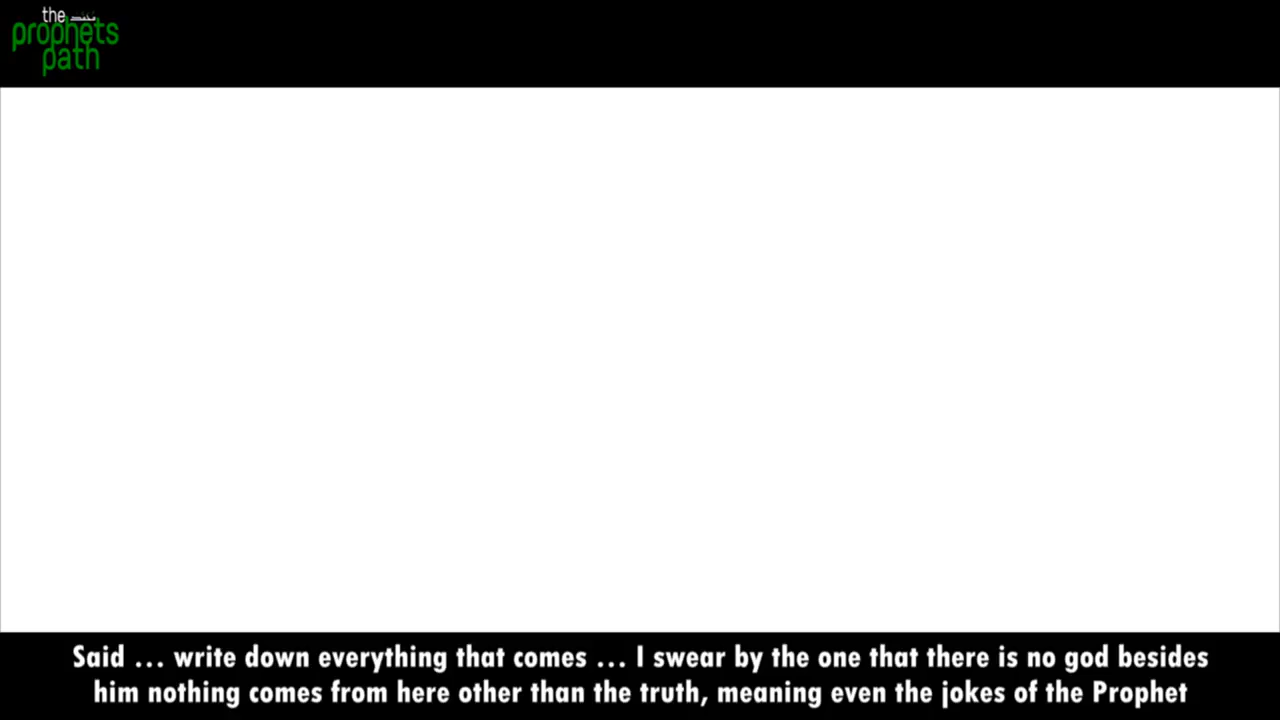 the محمد
prophets
path
Said ... write down everything that comes ... I swear by the one that there is no god besides
him nothing comes from here other than the truth, meaning even the jokes of the Prophet